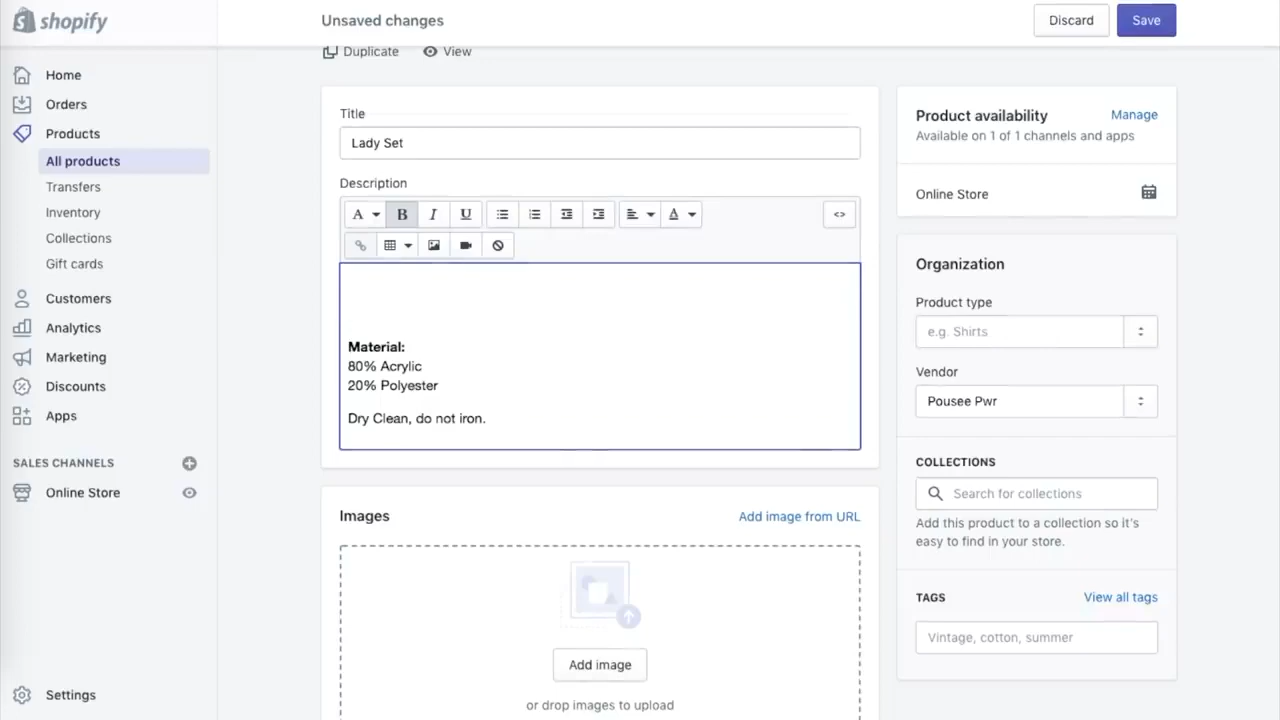 shopify
Unsaved changes
Discard
Save
Duplicate
View
Home
Orders
Products
All products
Transfers
Inventory
Collections
Gift cards
Customers
Analytics
Marketing
Discounts
Apps
SALES CHANNELS
Online Store
Settings
Title
Lady Set
Description
A
B
I
U
A
<>
Material:
80% Acrylic
20% Polyester
Dry Clean, do not iron.
Images
Add image from URL
Add image
or drop images to upload
Product availability
Manage
Available on 1 of 1 channels and apps
Online Store
Organization
Product type
e.g. Shirts
Vendor
Pousee Pwr
COLLECTIONS
Search for collections
Add this product to a collection so it's
easy to find in your store.
TAGS
View all tags
Vintage, cotton, summer